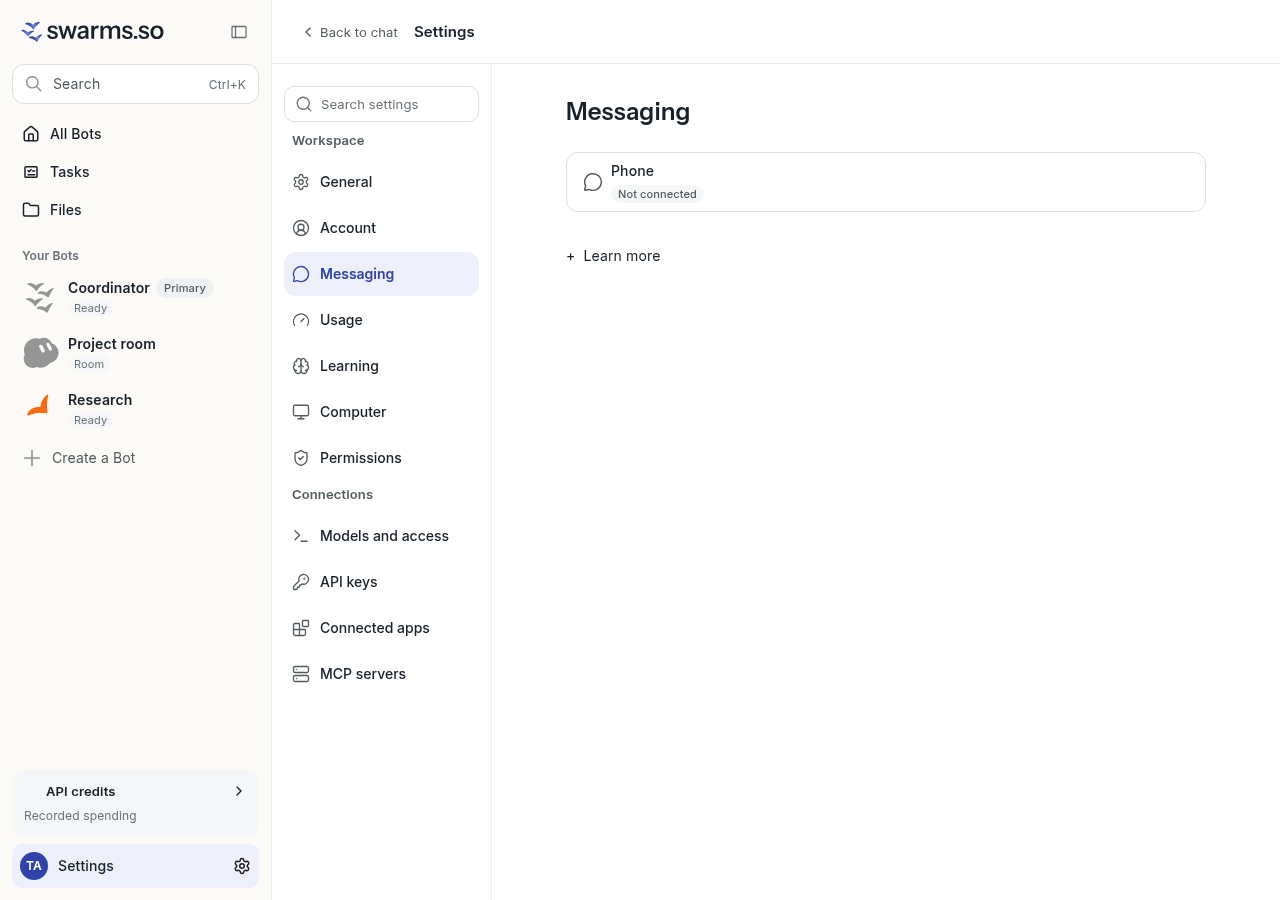 swarms.so
Search Ctrl+K
All Bots
Tasks
Files
Your Bots
Coordinator Primary
Ready
Project room
Room
Research
Ready
Create a Bot
API credits
Recorded spending
TA Settings
Back to chat Settings
Search settings
Workspace
General
Account
Messaging
Usage
Learning
Computer
Permissions
Connections
Models and access
API keys
Connected apps
MCP servers
Messaging
Phone
Not connected
+ Learn more